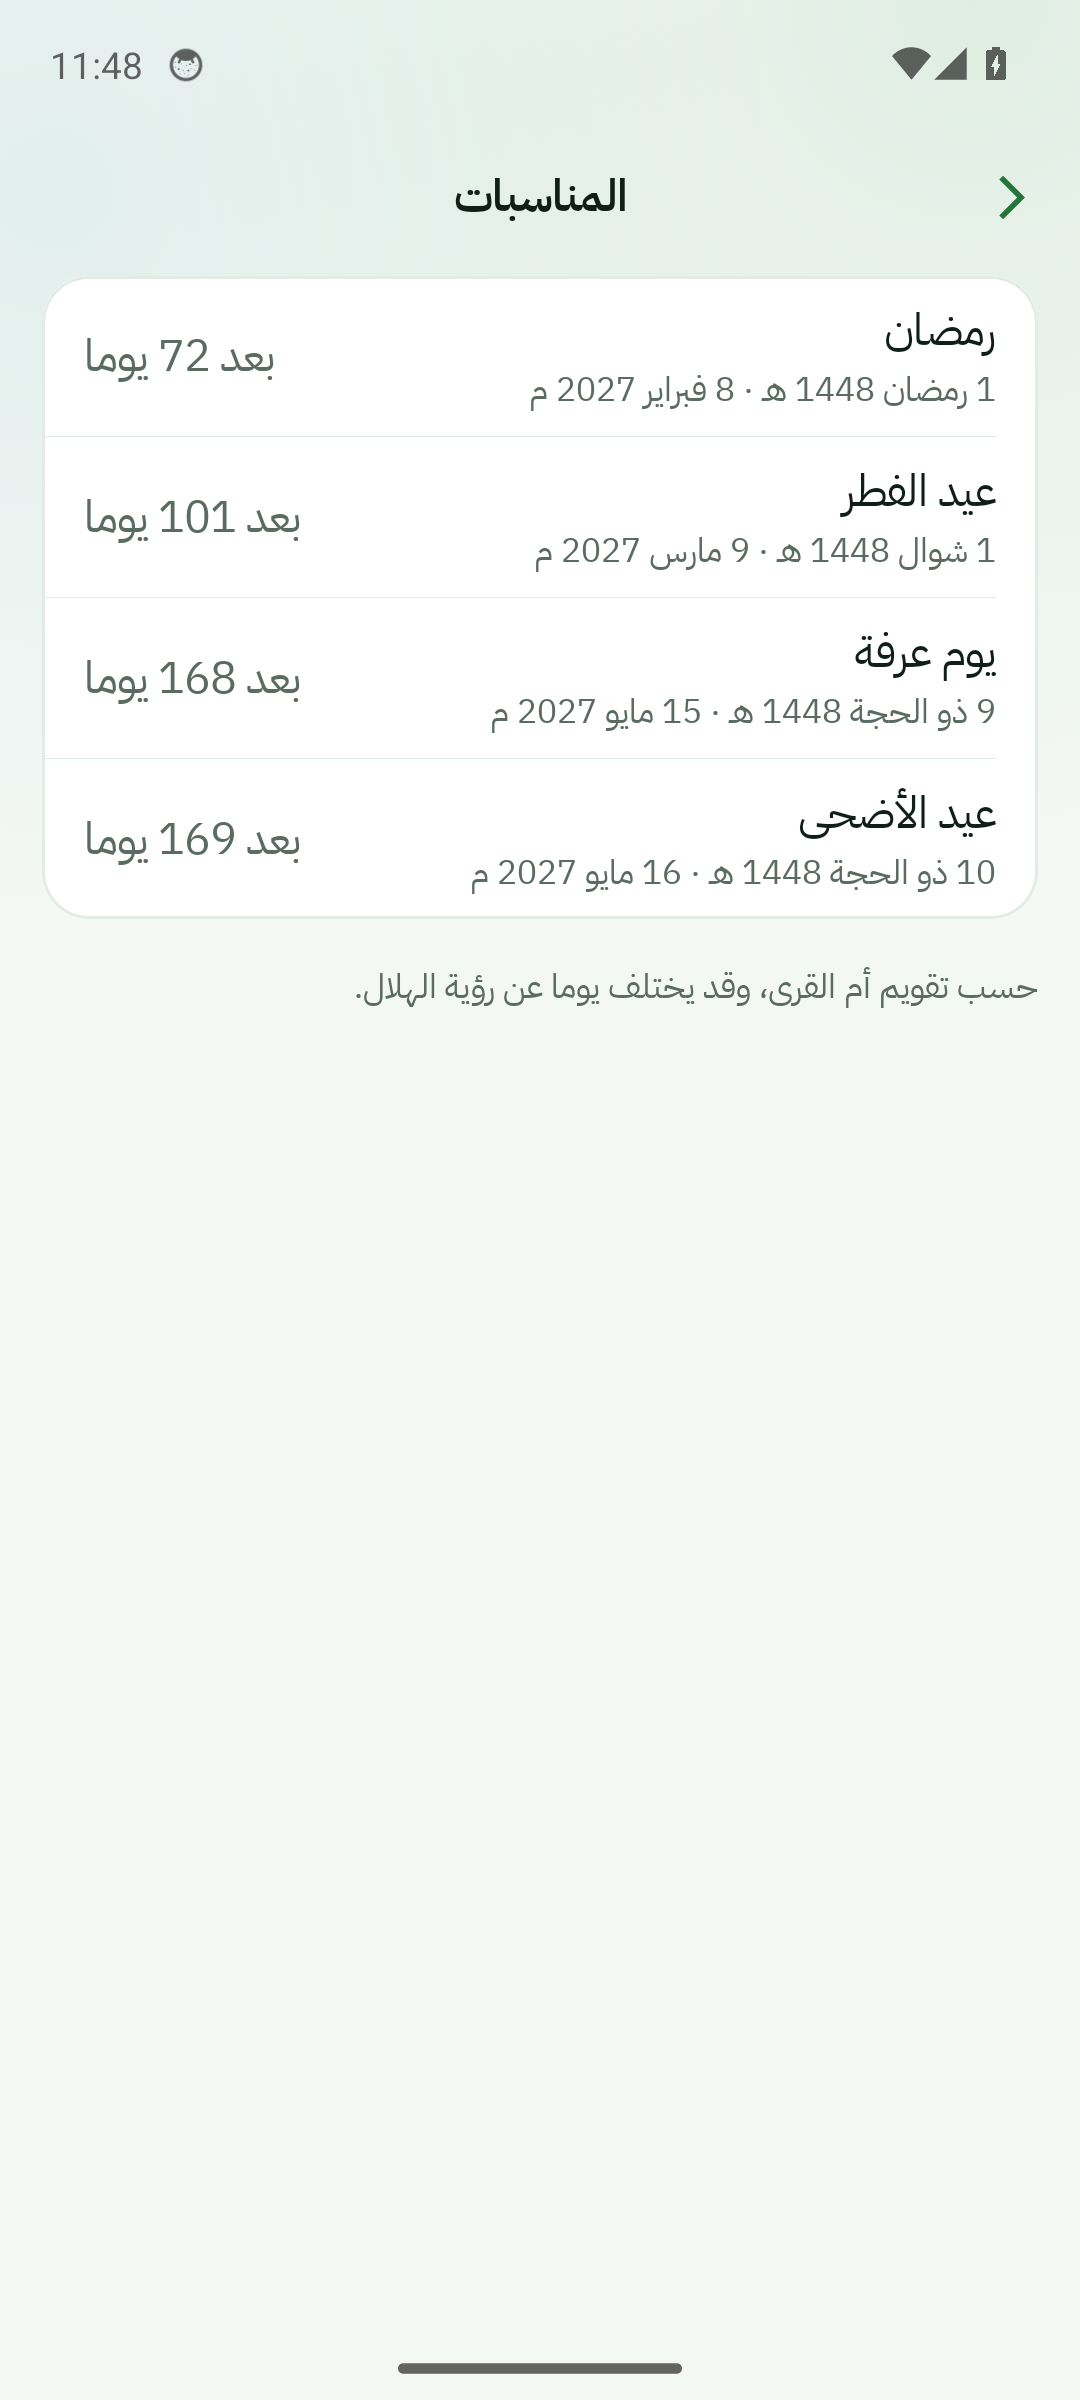 11:48
المناسبات
رمضان
1 رمضان 1448 هـ · 8 فبراير 2027 م
بعد 72 يوما
عيد الفطر
1 شوال 1448 هـ · 9 مارس 2027 م
بعد 101 يوما
يوم عرفة
9 ذو الحجة 1448 هـ · 15 مايو 2027 م
بعد 168 يوما
عيد الأضحى
10 ذو الحجة 1448 هـ · 16 مايو 2027 م
بعد 169 يوما
حسب تقويم أم القرى، وقد يختلف يوما عن رؤية الهلال.